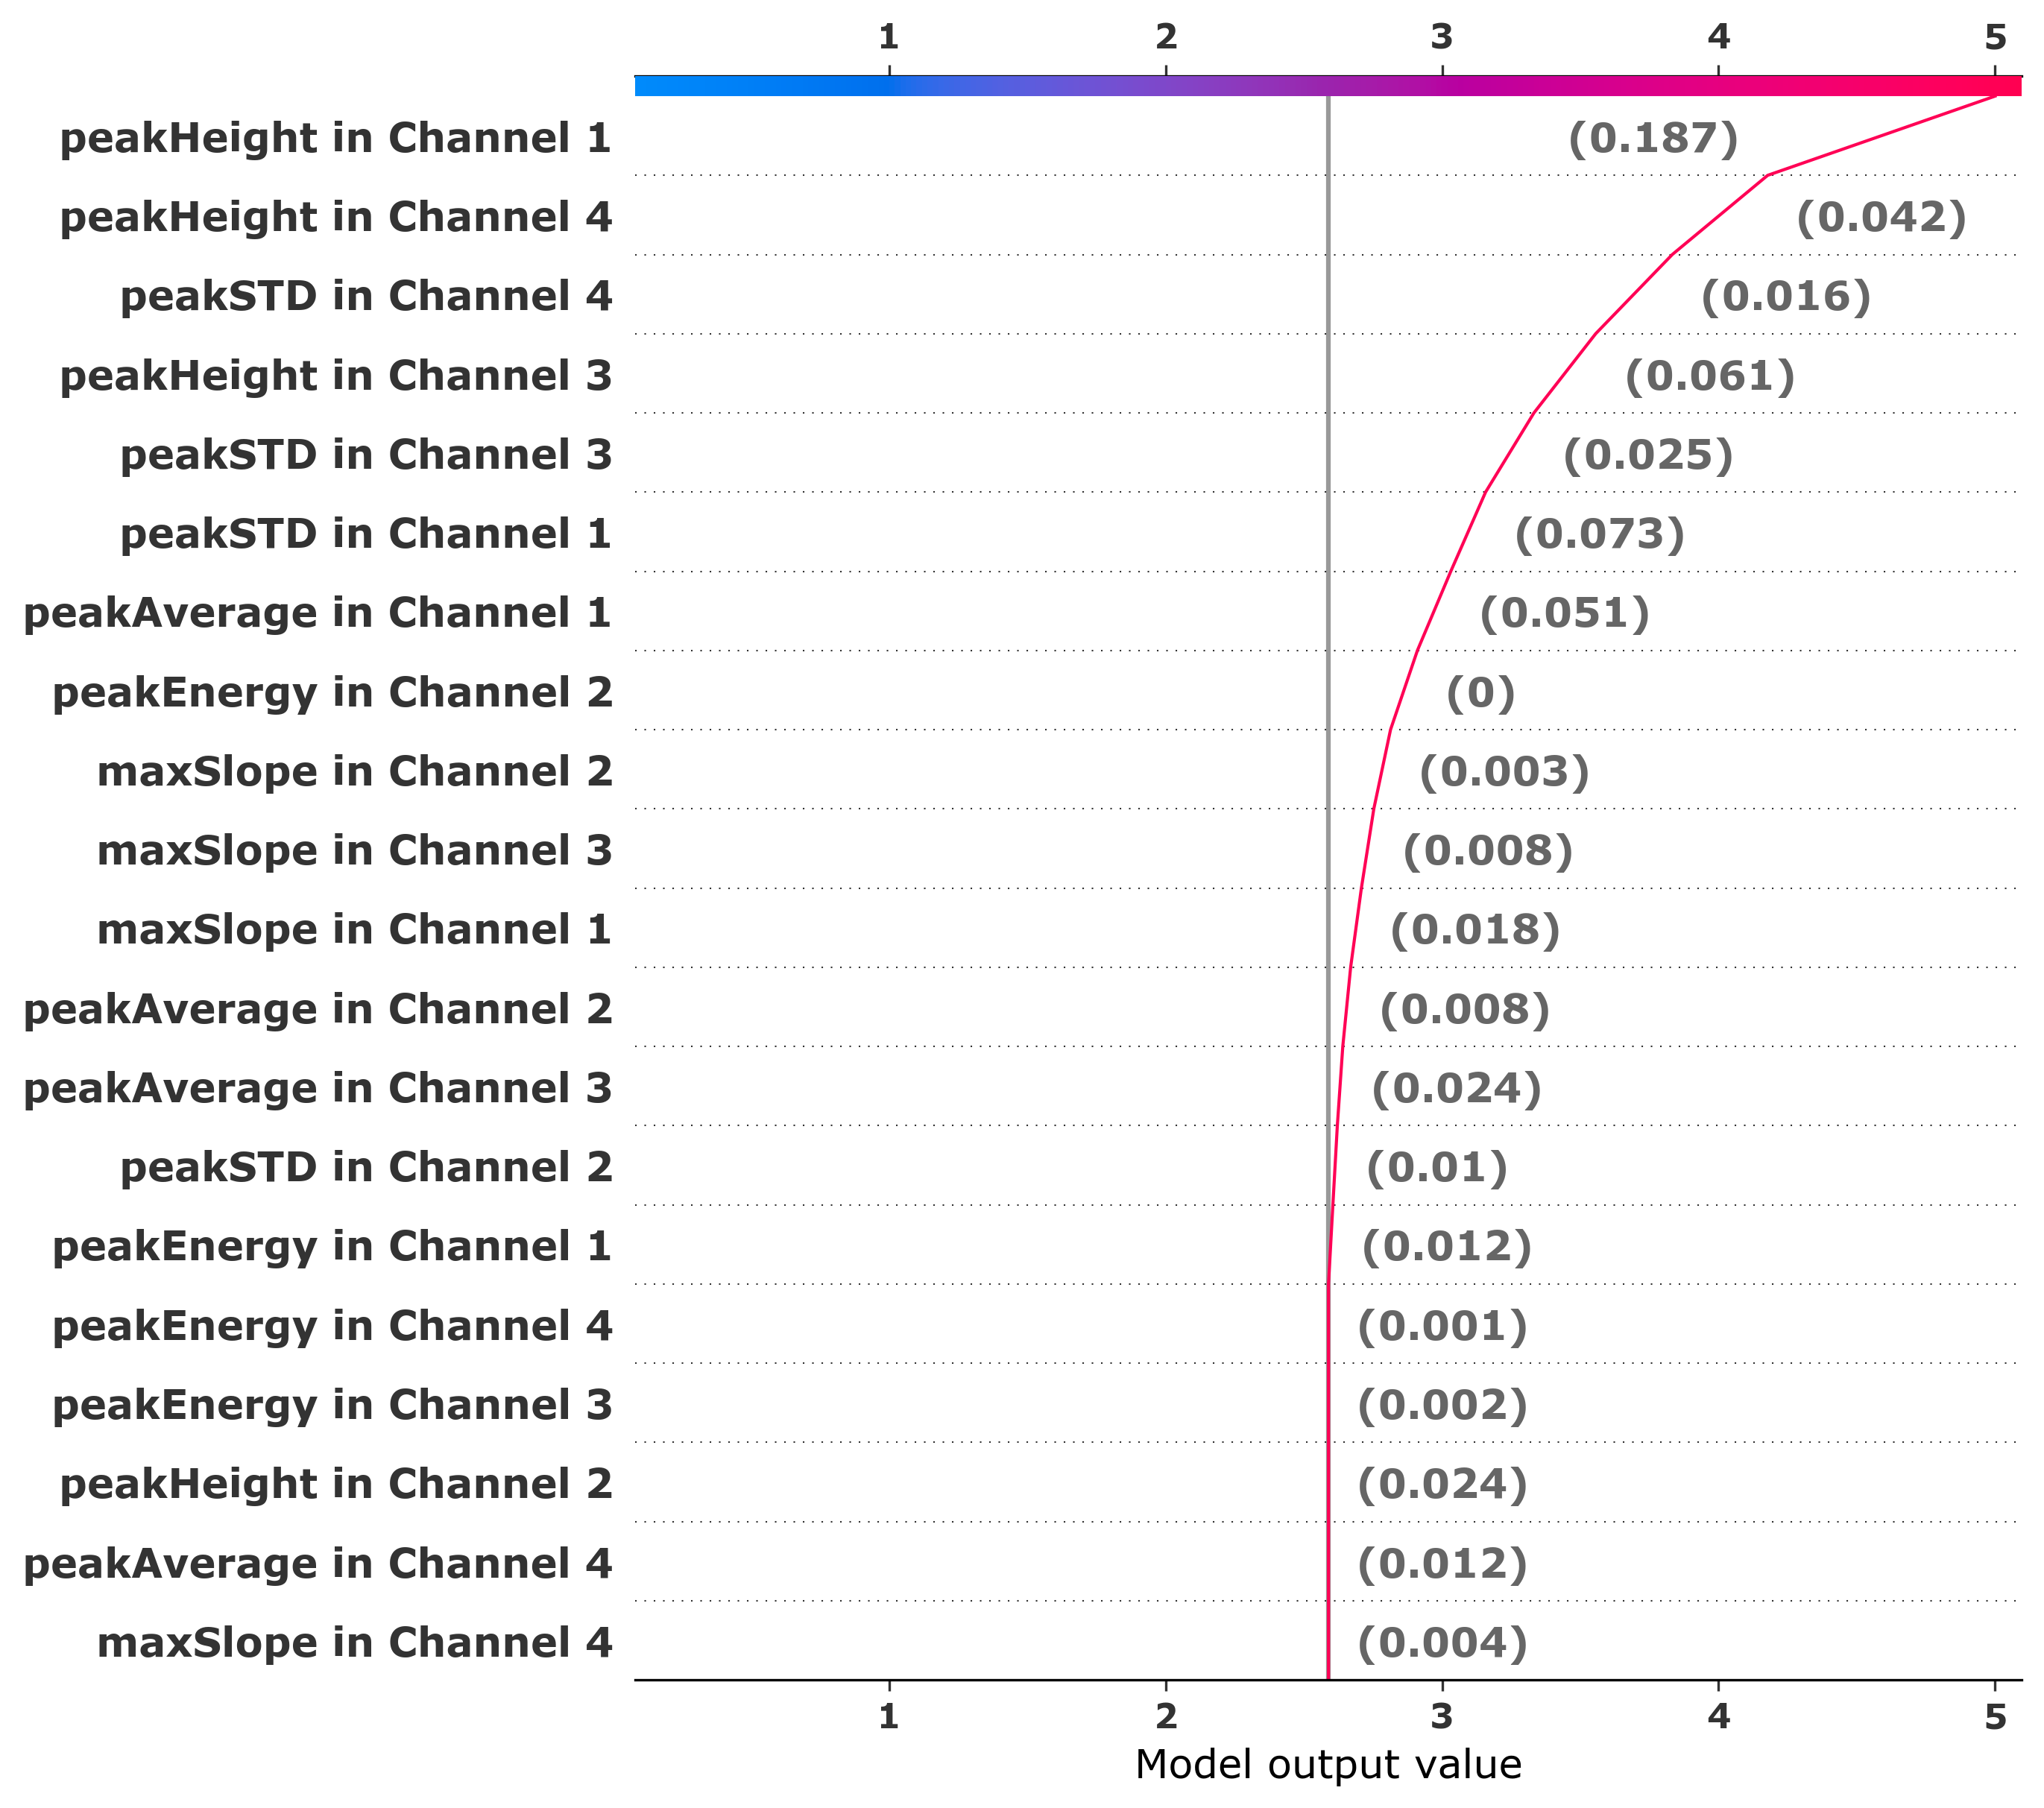 1 2 3 4 5
peakHeight in Channel 1 (0.187)
peakHeight in Channel 4 (0.042)
peakSTD in Channel 4 (0.016)
peakHeight in Channel 3 (0.061)
peakSTD in Channel 3 (0.025)
peakSTD in Channel 1 (0.073)
peakAverage in Channel 1 (0.051)
peakEnergy in Channel 2 (0)
maxSlope in Channel 2 (0.003)
maxSlope in Channel 3 (0.008)
maxSlope in Channel 1 (0.018)
peakAverage in Channel 2 (0.008)
peakAverage in Channel 3 (0.024)
peakSTD in Channel 2 (0.01)
peakEnergy in Channel 1 (0.012)
peakEnergy in Channel 4 (0.001)
peakEnergy in Channel 3 (0.002)
peakHeight in Channel 2 (0.024)
peakAverage in Channel 4 (0.012)
maxSlope in Channel 4 (0.004)
1 2 3 4 5
Model output value